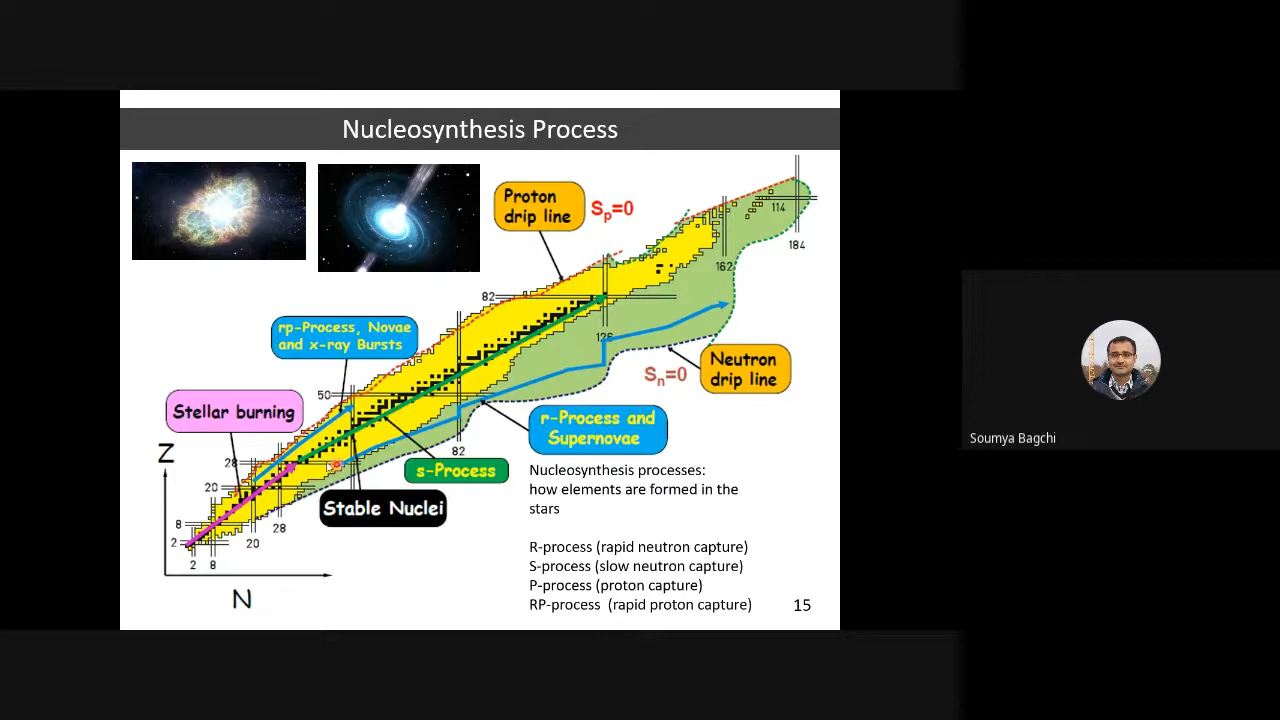 Nucleosynthesis Process
Proton
drip line
Sp=0
114
184
162
82
126
rp-Process, Novae
and x-ray Bursts
Neutron
drip line
Sn=0
50
Stellar burning
r-Process and
Supernovae
82
Z
28
s-Process
20
Stable Nuclei
28
8
20
2
2 8
N
Nucleosynthesis processes:
how elements are formed in the
stars
R-process (rapid neutron capture)
S-process (slow neutron capture)
P-process (proton capture)
RP-process (rapid proton capture)
15
Soumya Bagchi